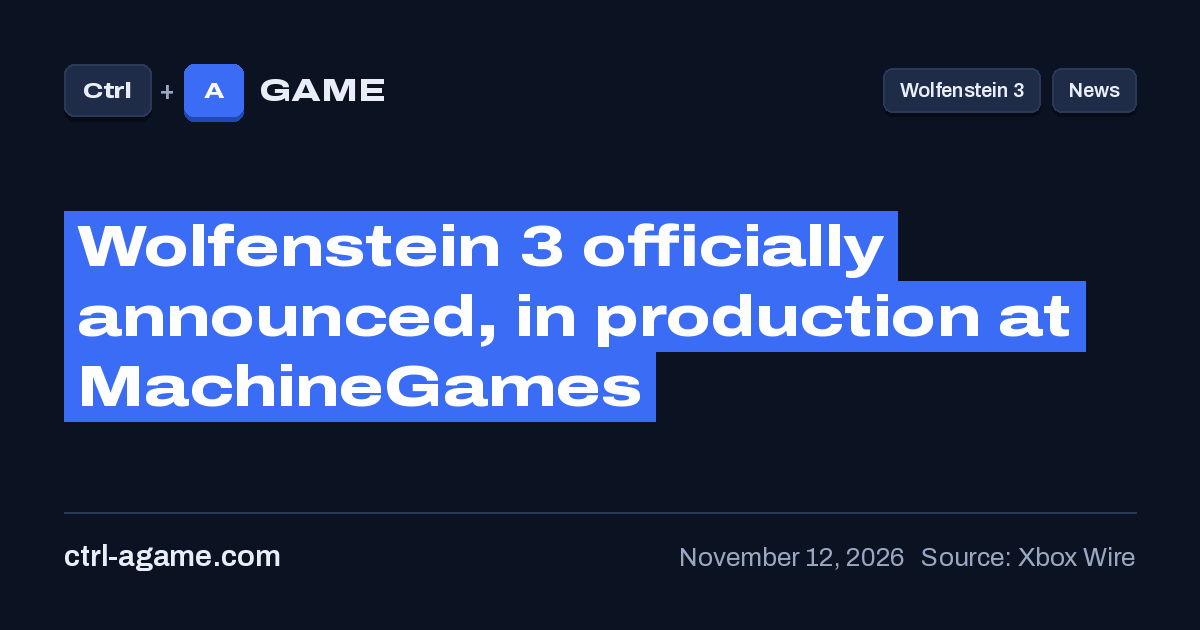 Ctrl + A GAME
Wolfenstein 3 News
Wolfenstein 3 officially
announced, in production at
MachineGames
ctrl-agame.com
November 12, 2026 Source: Xbox Wire